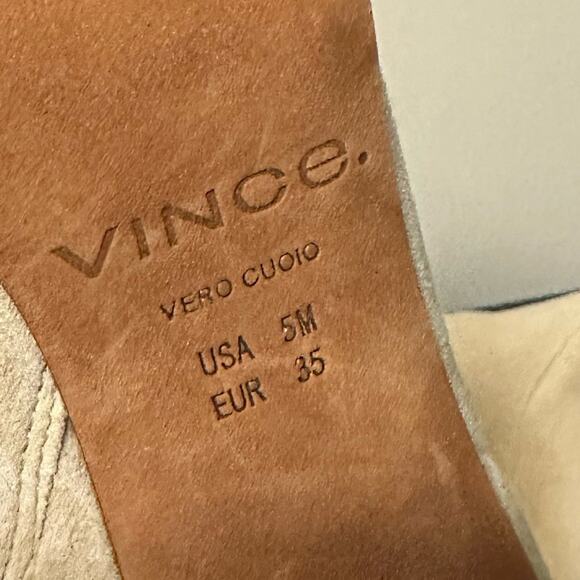 VINCe.
VERO CUOIO
USA 5M
EUR 35